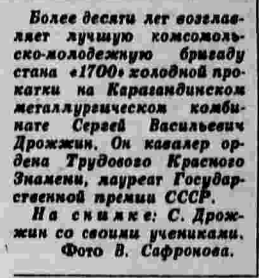 Более десяти лет возглав-
ляет лучшую комсомоль-
ско-молодежную бригаду
стана «1700» холодной про-
катки на Карагандинском
металлургическом комби-
нате Сергей Васильевич
Дрожжин. Он кавалер ор-
дена Трудового Красного
Знамени, лауреат Государ-
ственной премии СССР.
На снимке: С. Дрож-
жин со своими учениками.
Фото В. Сафронова.